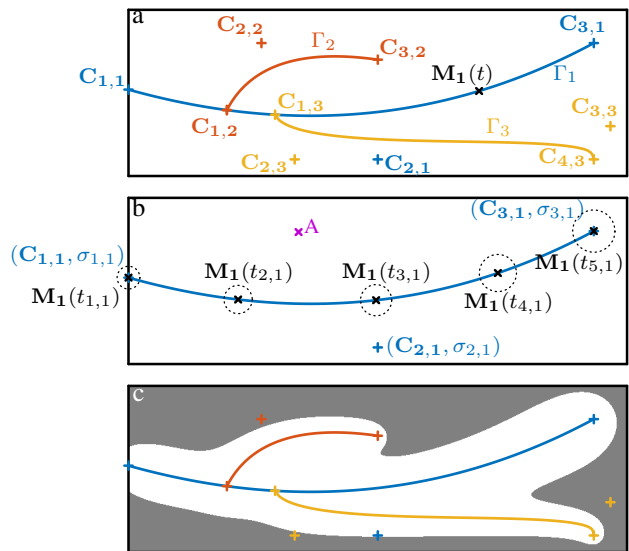 a
C₂,₂
Γ₂
C₃,₂
C₃,₁
C₁,₁
M₁(t)
Γ₁
C₁,₂
C₁,₃
Γ₃
C₃,₃
C₂,₃
C₂,₁
C₄,₃
b
A
(C₃,₁, σ₃,₁)
(C₁,₁, σ₁,₁)
M₁(t₁,₁)
M₁(t₂,₁)
M₁(t₃,₁)
M₁(t₄,₁)
M₁(t₅,₁)
(C₂,₁, σ₂,₁)
c